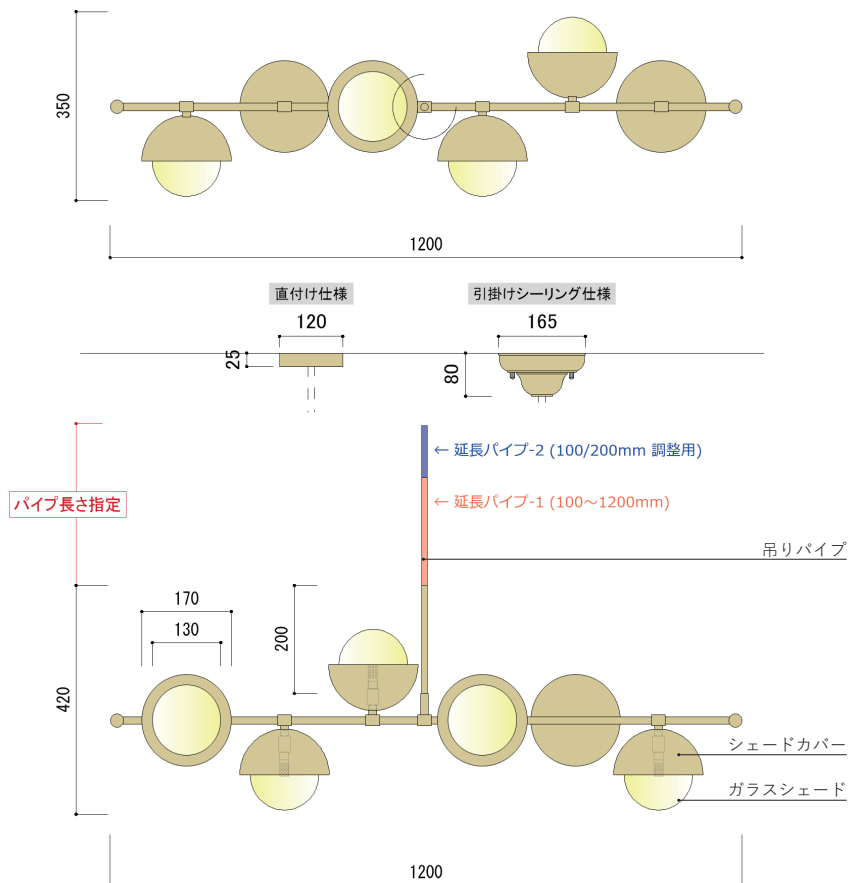 350
1200
直付け仕様
引掛けシーリング仕様
120
165
25
80
← 延長パイプ-2 (100/200mm 調整用)
パイプ長さ指定
← 延長パイプ-1 (100～1200mm)
吊りパイプ
170
130
200
420
シェードカバー
ガラスシェード
1200